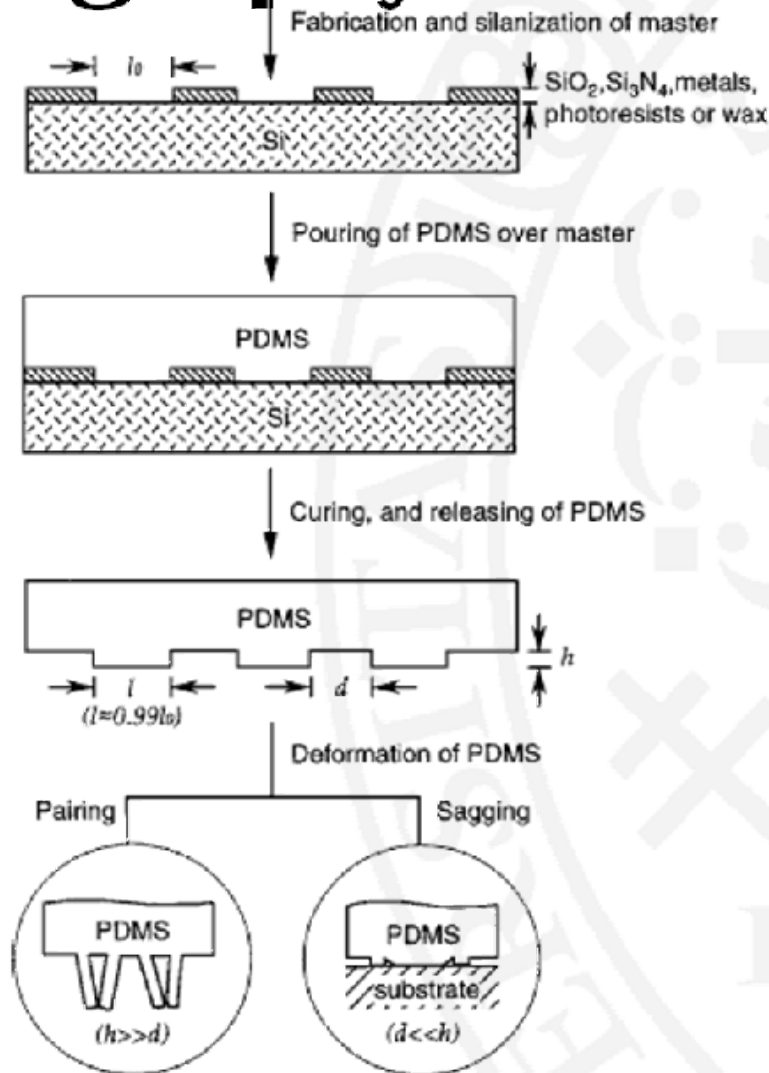 Fabrication and silanization of master
l₀
SiO₂,Si₃N₄,metals,
photoresists or wax
Si
Pouring of PDMS over master
PDMS
Si
Curing, and releasing of PDMS
PDMS
h
l
d
(l≈0.99l₀)
Deformation of PDMS
Pairing
Sagging
PDMS
PDMS
substrate
(h>>d)
(d<<h)